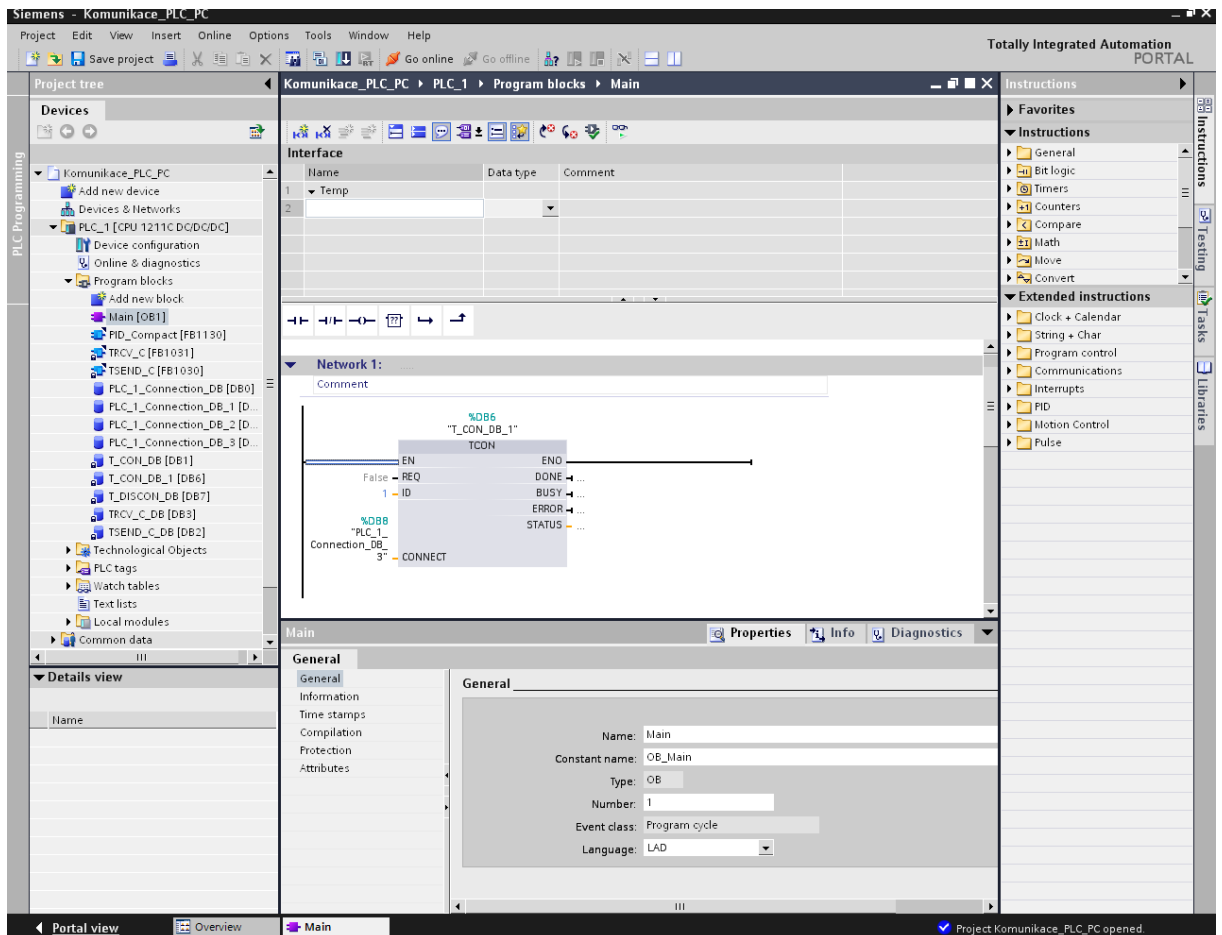 Siemens - Komunikace_PLC_PC
Project Edit View Insert Online Options Tools Window Help
Totally Integrated Automation
PORTAL
Save project Go online Go offline
Project tree
Komunikace_PLC_PC PLC_1 Program blocks Main
Instructions
Devices
PLC Programming
Komunikace_PLC_PC
Add new device
Devices & Networks
PLC_1 [CPU 1211C DC/DC/DC]
Device configuration
Online & diagnostics
Program blocks
Add new block
Main [OB1]
PID_Compact [FB1130]
TRCV_C [FB1031]
TSEND_C [FB1030]
PLC_1_Connection_DB [DB0]
PLC_1_Connection_DB_1 [D...
PLC_1_Connection_DB_2 [D...
PLC_1_Connection_DB_3 [D...
T_CON_DB [DB1]
T_CON_DB_1 [DB6]
T_DISCON_DB [DB7]
TRCV_C_DB [DB3]
TSEND_C_DB [DB2]
Technological Objects
PLC tags
Watch tables
Text lists
Local modules
Common data
Details view
Name
Interface
Name Data type Comment
1 Temp
2
Network 1: .....
Comment
%DB6
"T_CON_DB_1"
TCON
EN ENO
False REQ DONE ...
1 ID BUSY ...
ERROR ...
STATUS ...
%DB8
"PLC_1_
Connection_DB_
3" CONNECT
Main
Properties Info Diagnostics
General
General
Information
Time stamps
Compilation
Protection
Attributes
General
Name: Main
Constant name: OB_Main
Type: OB
Number: 1
Event class: Program cycle
Language: LAD
Favorites
Instructions
General
Bit logic
Timers
Counters
Compare
Math
Move
Convert
Extended instructions
Clock + Calendar
String + Char
Program control
Communications
Interrupts
PID
Motion Control
Pulse
Instructions
Testing
Tasks
Libraries
Portal view Overview Main
Project Komunikace_PLC_PC opened.